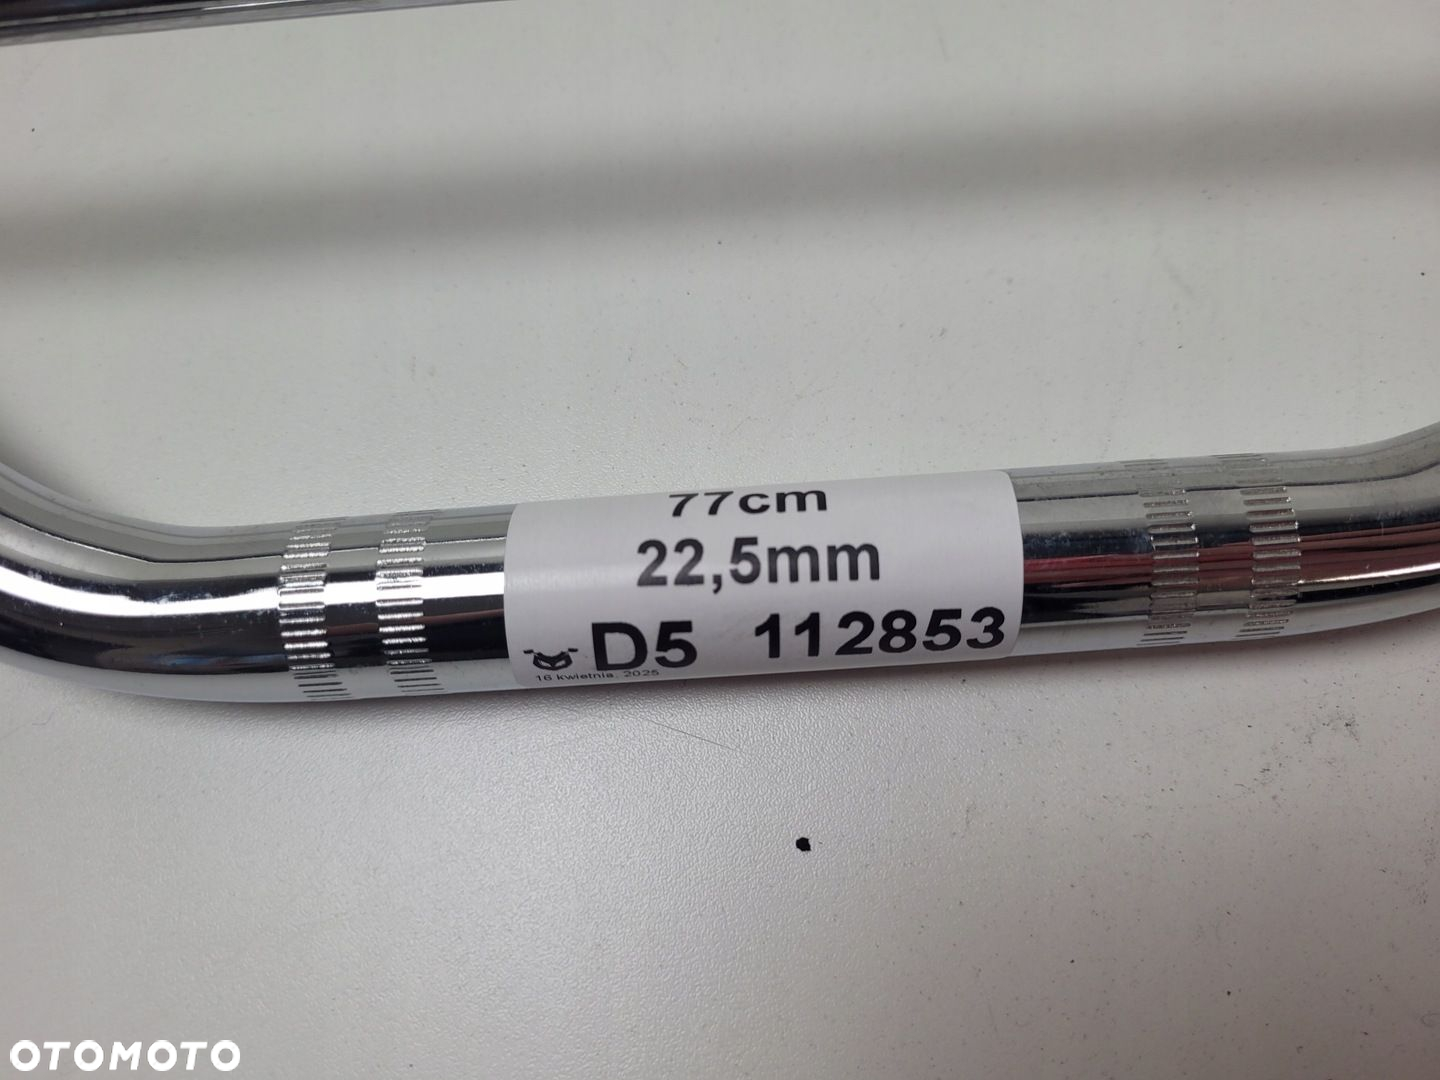 77cm
22,5mm
D5 112853
16 kwietnia, 2025
OTOMOTO